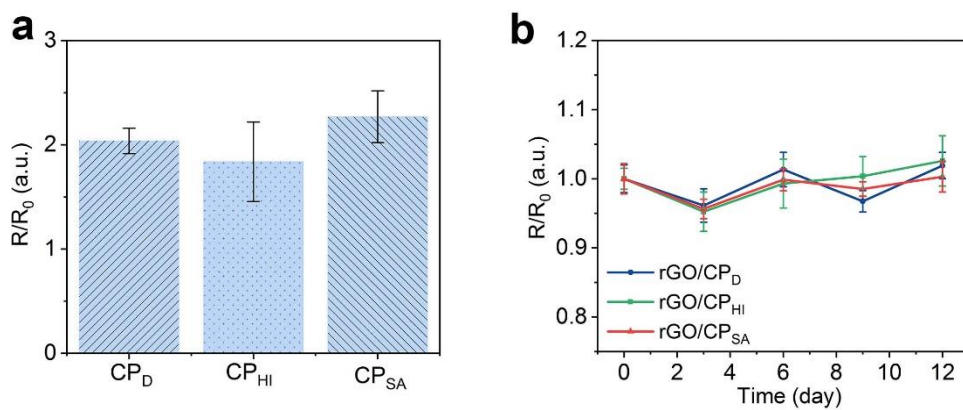 a
R/R0 (a.u.)
3
2
1
0
CPD
CPHI
CPSA
b
R/R0 (a.u.)
1.2
1.1
1.0
0.9
0.8
rGO/CPD
rGO/CPHI
rGO/CPSA
0 2 4 6 8 10 12
Time (day)